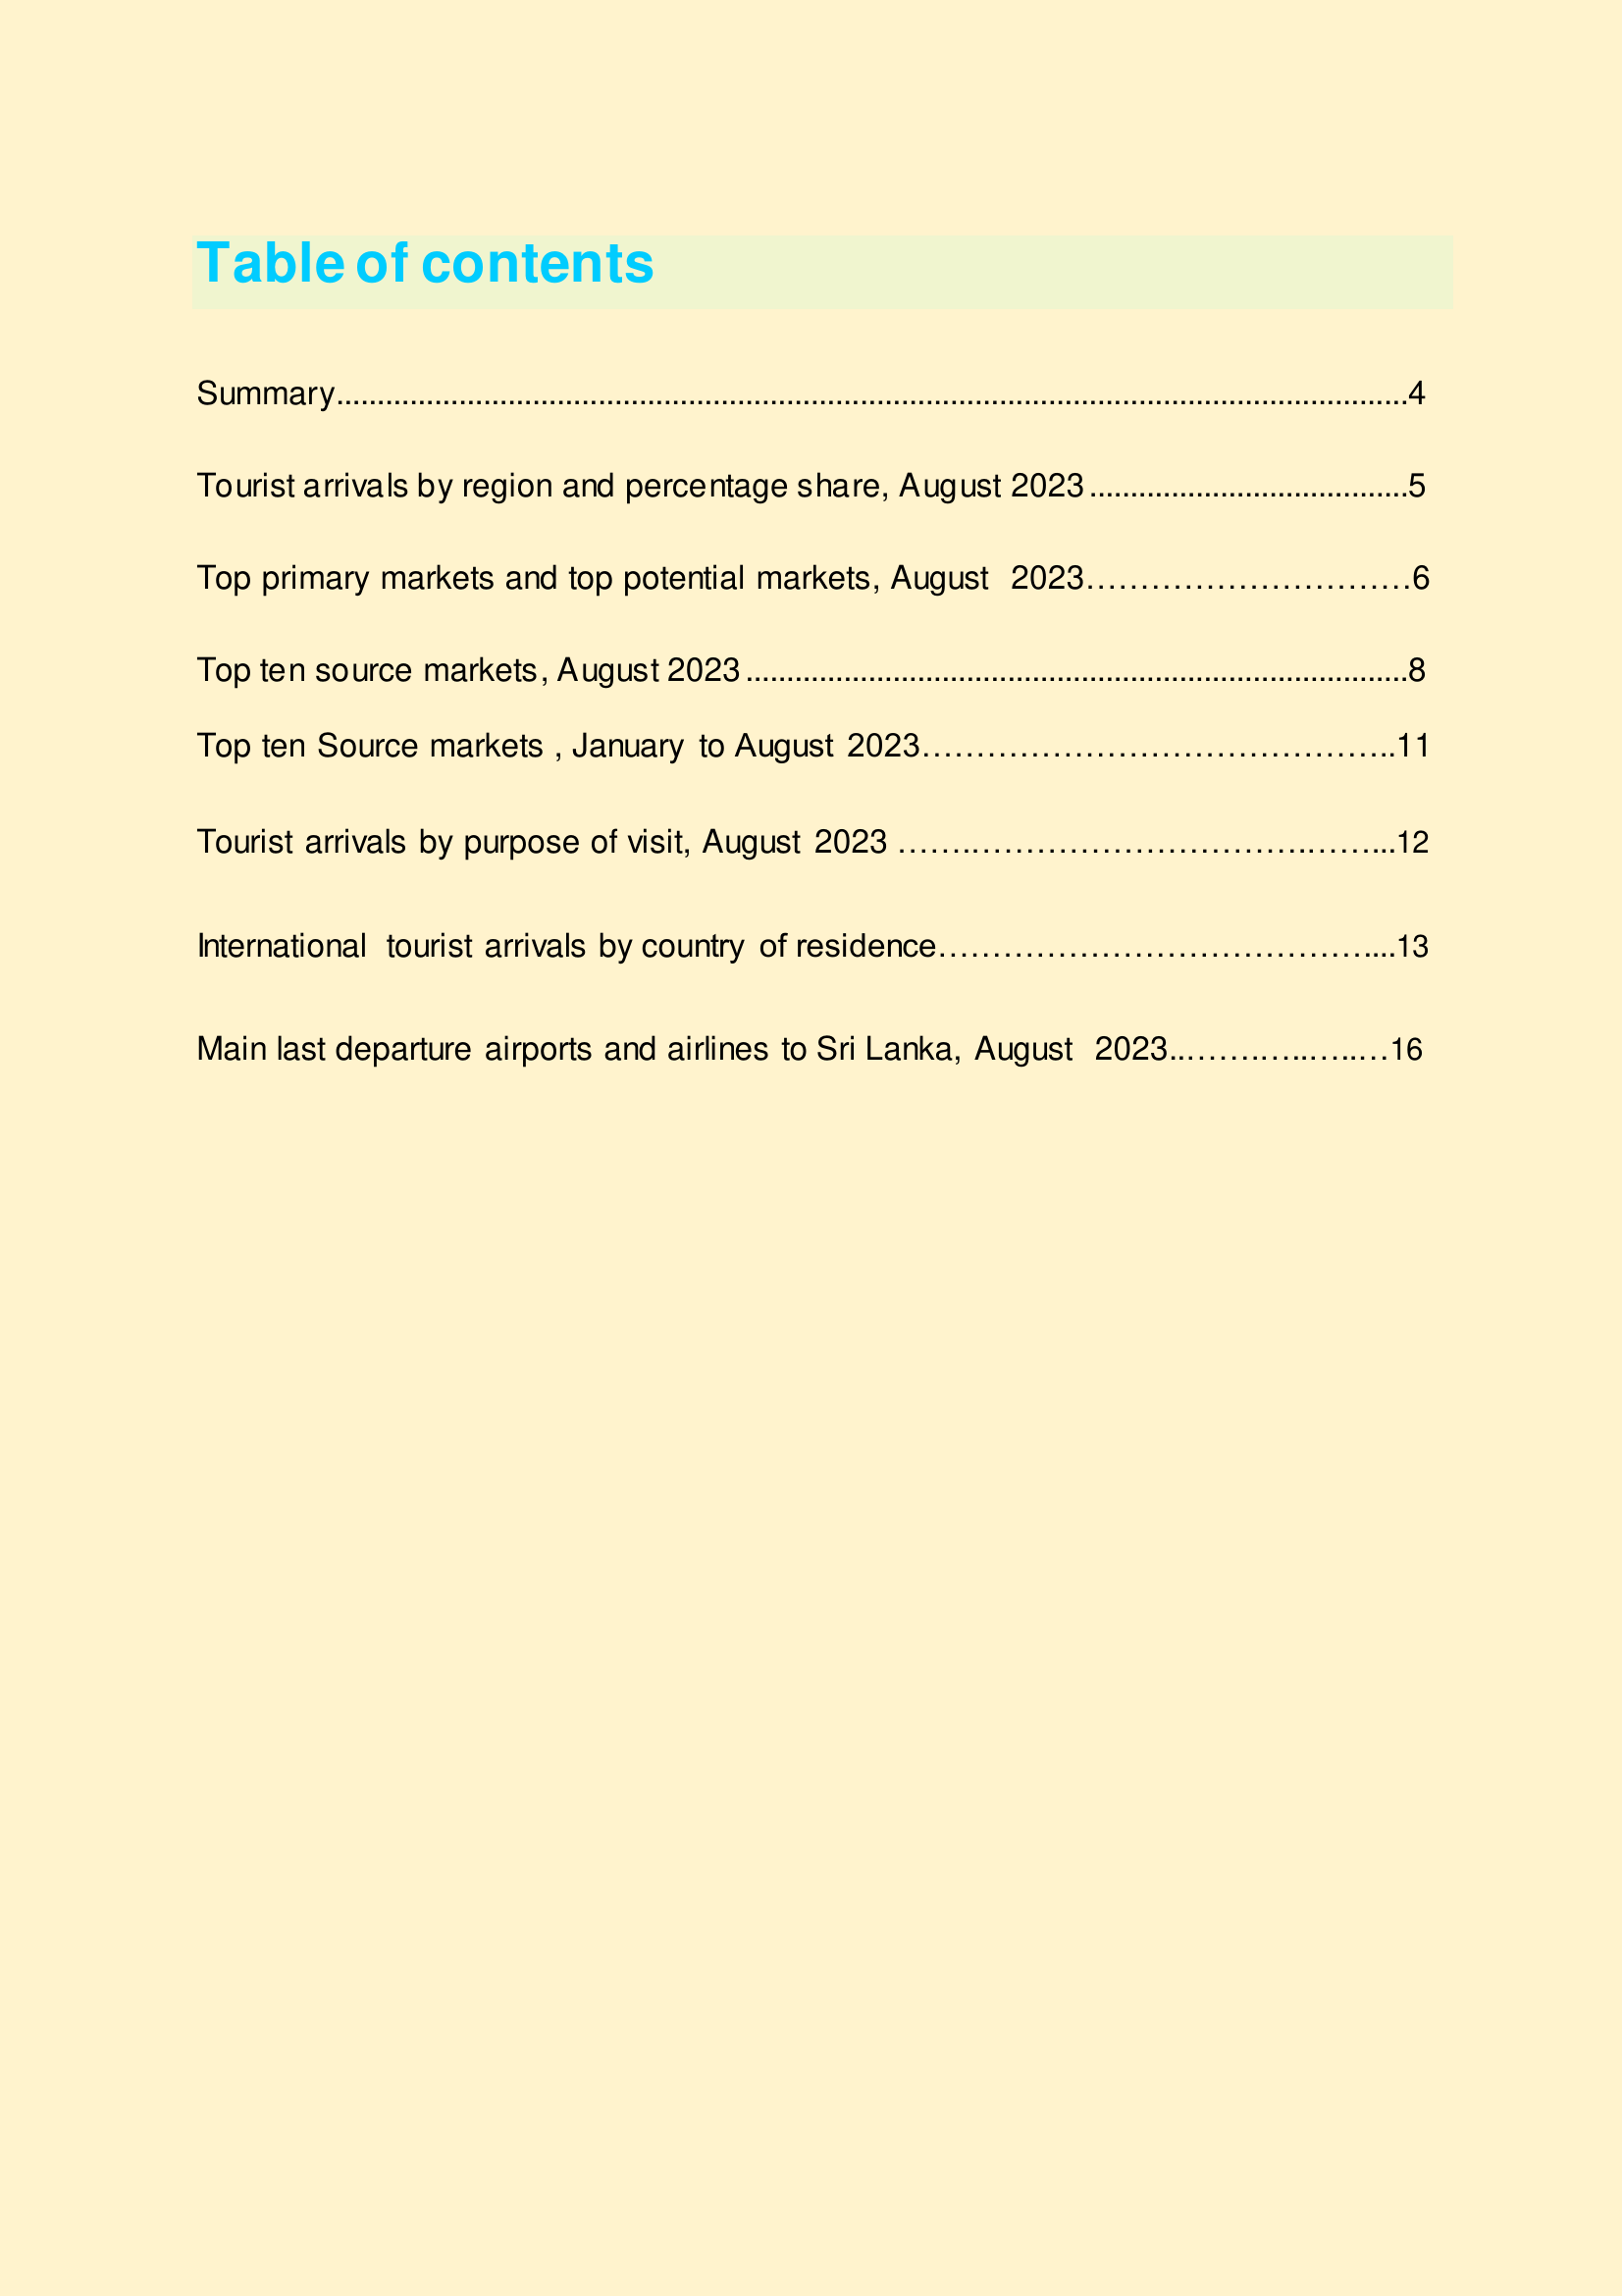 Table of contents
Summary....................................................................................................................................4
Tourist arrivals by region and percentage share, August 2023.......................................5
Top primary markets and top potential markets, August 2023…………………………6
Top ten source markets, August 2023.................................................................................8
Top ten Source markets , January to August 2023……………………………………..11
Tourist arrivals by purpose of visit, August 2023 …….………………………….……...12
International tourist arrivals by country of residence…………………………………....13
Main last departure airports and airlines to Sri Lanka, August 2023..…….…..…..…16